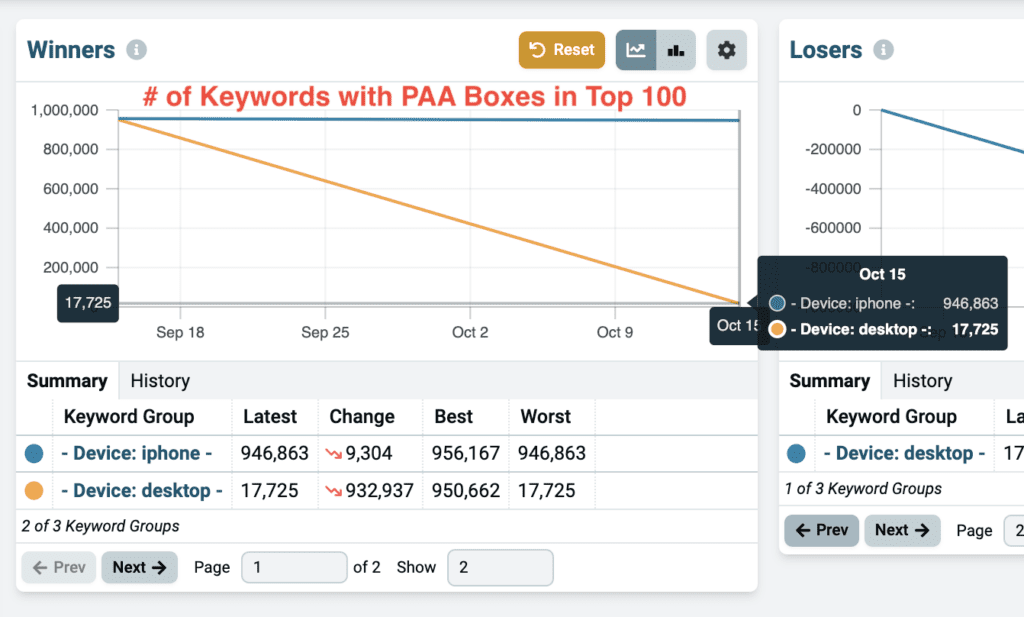 Winners
Reset
# of Keywords with PAA Boxes in Top 100
1,000,000
800,000
600,000
400,000
200,000
17,725
Sep 18
Sep 25
Oct 2
Oct 9
Oct 15
Summary
History
Keyword Group Latest Change Best Worst
- Device: iphone - 946,863 9,304 956,167 946,863
- Device: desktop - 17,725 932,937 950,662 17,725
2 of 3 Keyword Groups
← Prev Next → Page 1 of 2 Show 2
Losers
0
-200000
-400000
-600000
-800000
Oct 15
- Device: iphone -: 946,863
- Device: desktop -: 17,725
Summary
History
Keyword Group La
- Device: desktop - 17
1 of 3 Keyword Groups
← Prev Next → Page 2